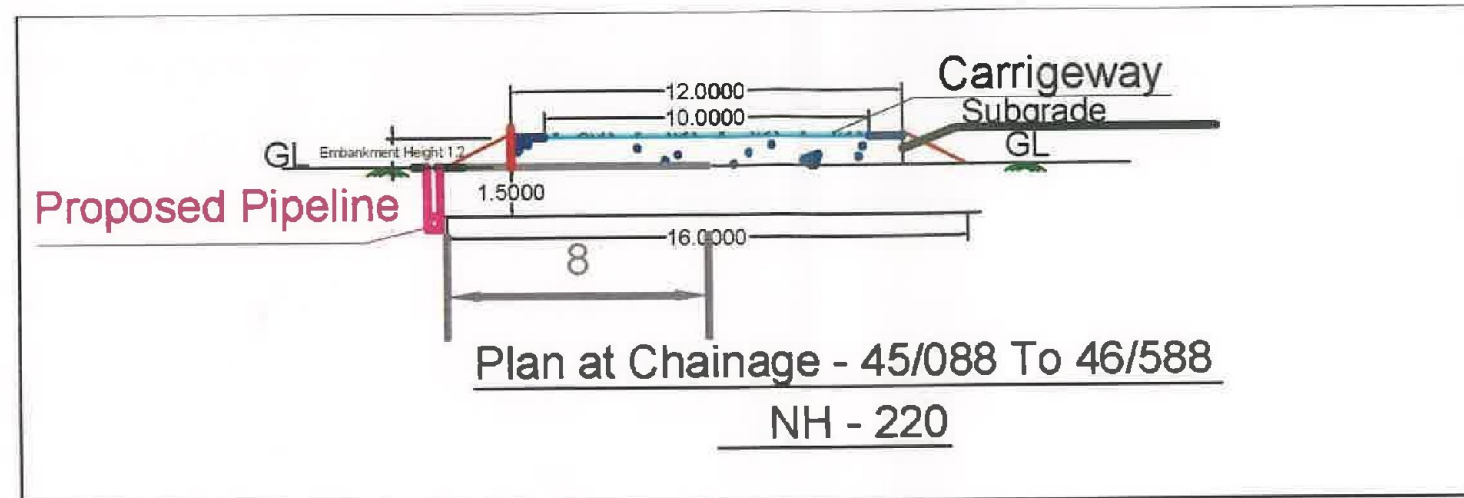 12.0000
Carrigeway
10.0000
Subgrade
GL
Embankment Height 1.2
GL
1.5000
Proposed Pipeline
16.0000
8
Plan at Chainage - 45/088 To 46/588
NH - 220